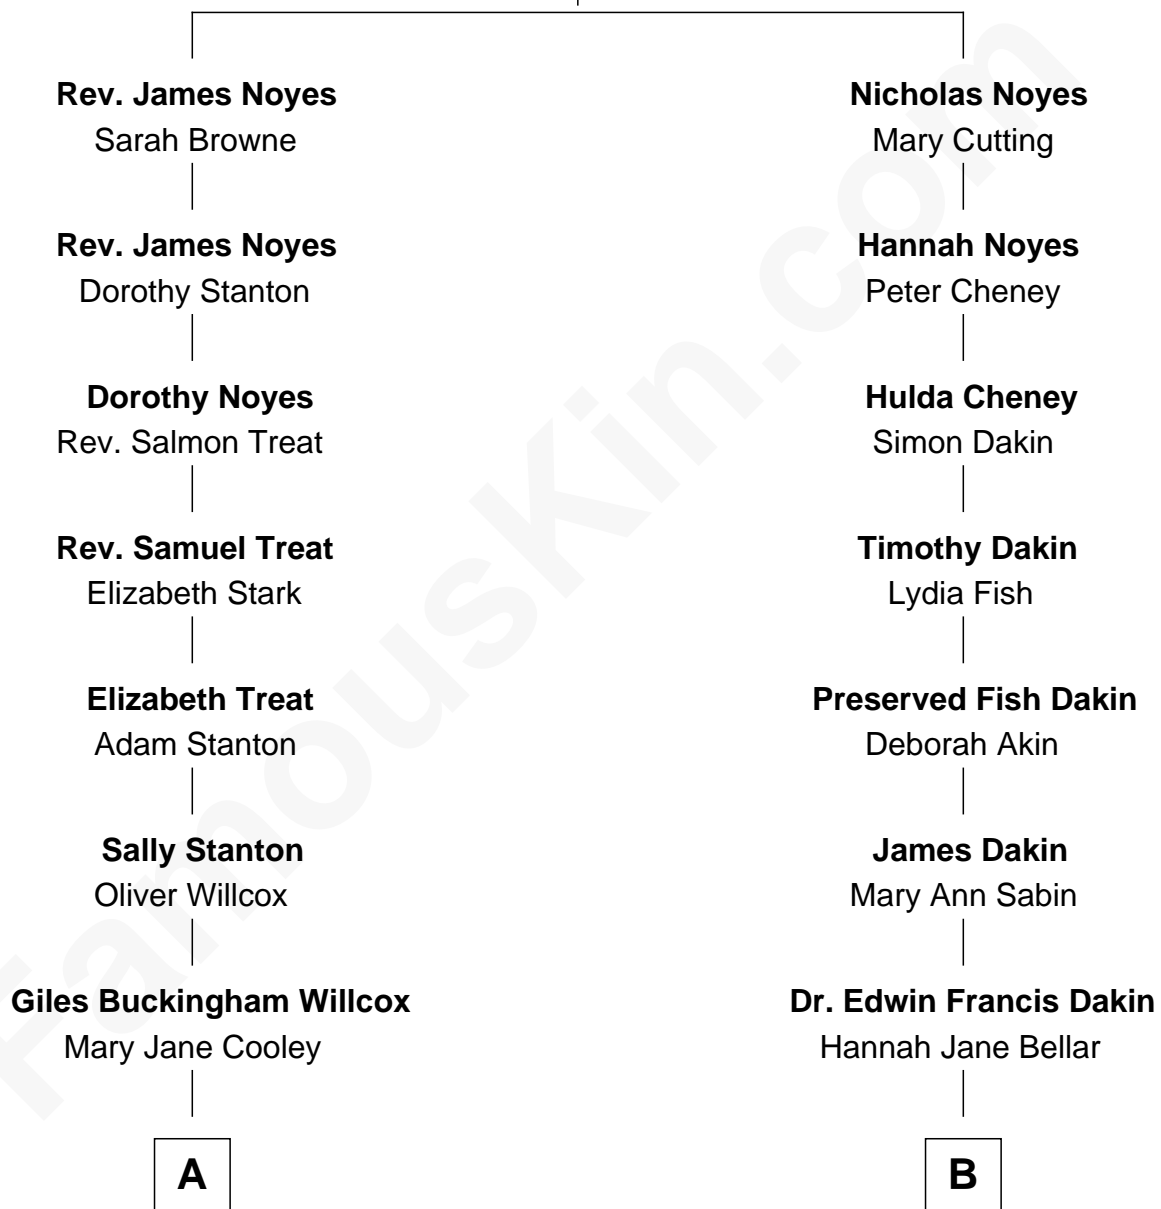 Rev. James Noyes
Sarah Browne
Rev. James Noyes
Dorothy Stanton
Dorothy Noyes
Rev. Salmon Treat
Rev. Samuel Treat
Elizabeth Stark
Elizabeth Treat
Adam Stanton
Sally Stanton
Oliver Willcox
Giles Buckingham Willcox
Mary Jane Cooley
A
Nicholas Noyes
Mary Cutting
Hannah Noyes
Peter Cheney
Hulda Cheney
Simon Dakin
Timothy Dakin
Lydia Fish
Preserved Fish Dakin
Deborah Akin
James Dakin
Mary Ann Sabin
Dr. Edwin Francis Dakin
Hannah Jane Bellar
B
FamousKin.com